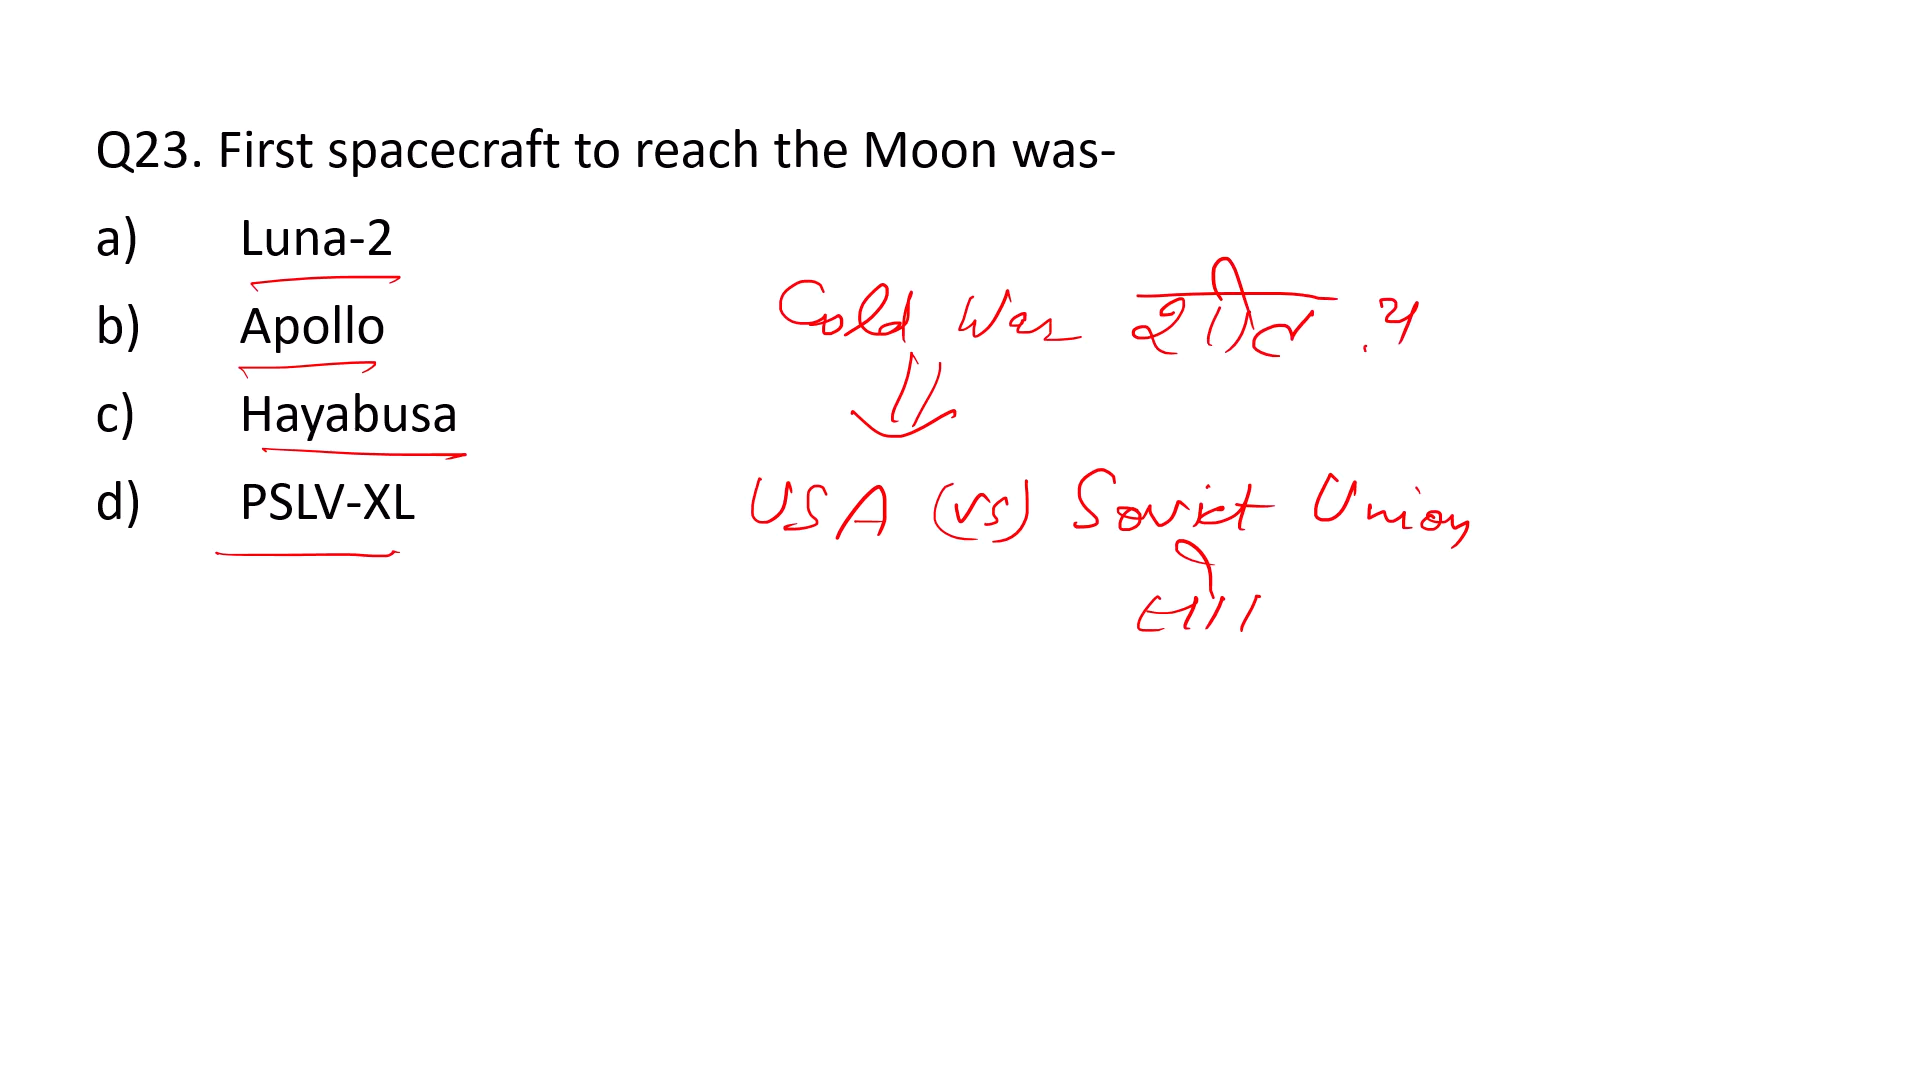 Q23. First spacecraft to reach the Moon was-
a) Luna-2
b) Apollo
c) Hayabusa
d) PSLV-XL
Cold War शीत
USA (vs) Soviet Union